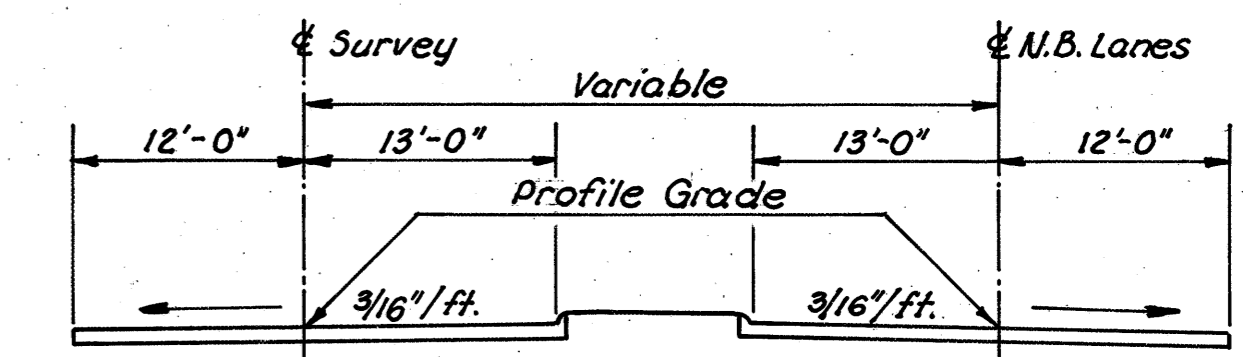 ℄ Survey
℄ N.B. Lanes
Variable
12'-0"
13'-0"
13'-0"
12'-0"
Profile Grade
3/16"/ft.
3/16"/ft.